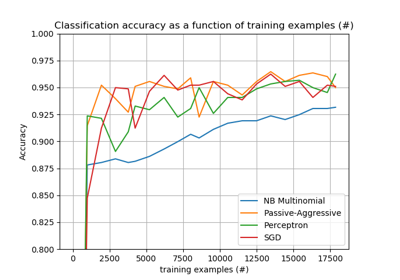 Classification accuracy as a function of training examples (#)
1.000
0.975
0.950
0.925
0.900
0.875
0.850
0.825
0.800
Accuracy
NB Multinomial
Passive-Aggressive
Perceptron
SGD
0 2500 5000 7500 10000 12500 15000 17500
training examples (#)